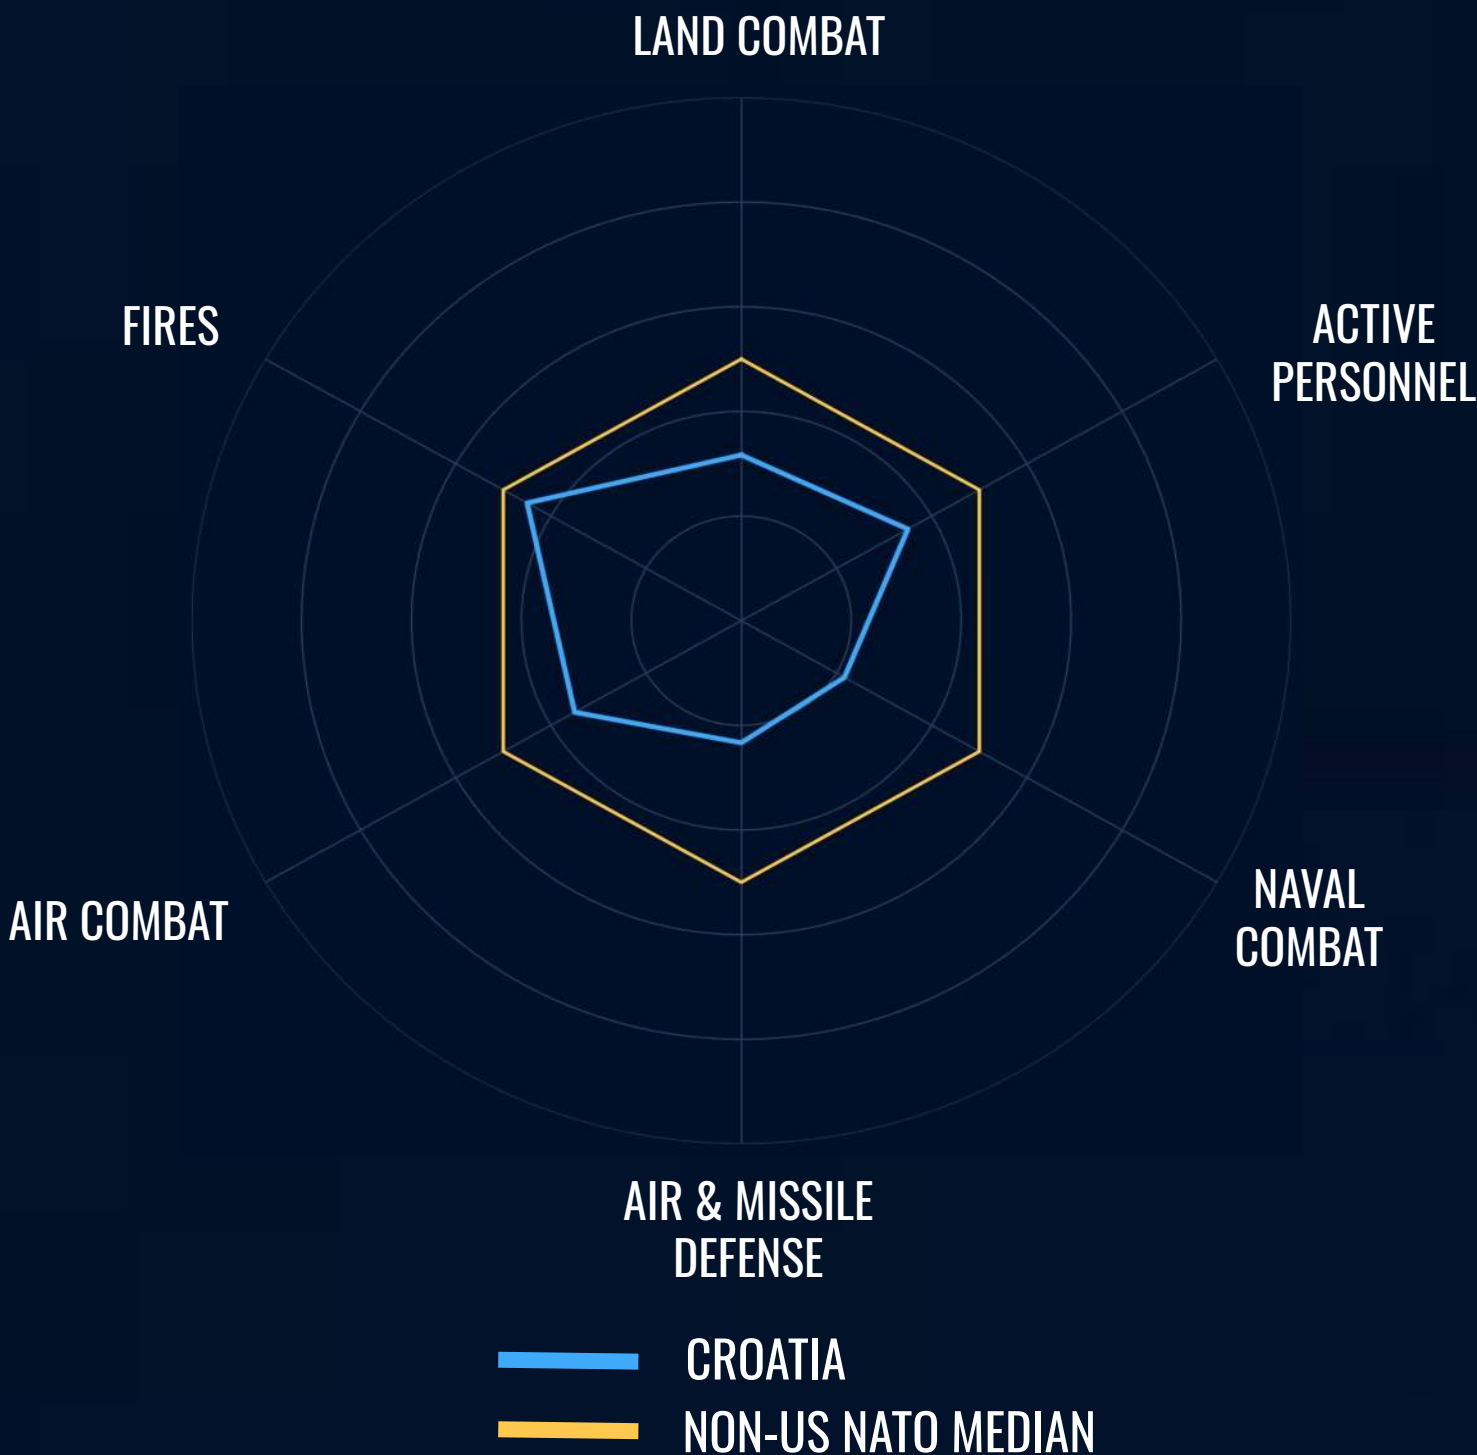 LAND COMBAT
FIRES
ACTIVE
PERSONNEL
AIR COMBAT
NAVAL
COMBAT
AIR & MISSILE
DEFENSE
CROATIA
NON-US NATO MEDIAN